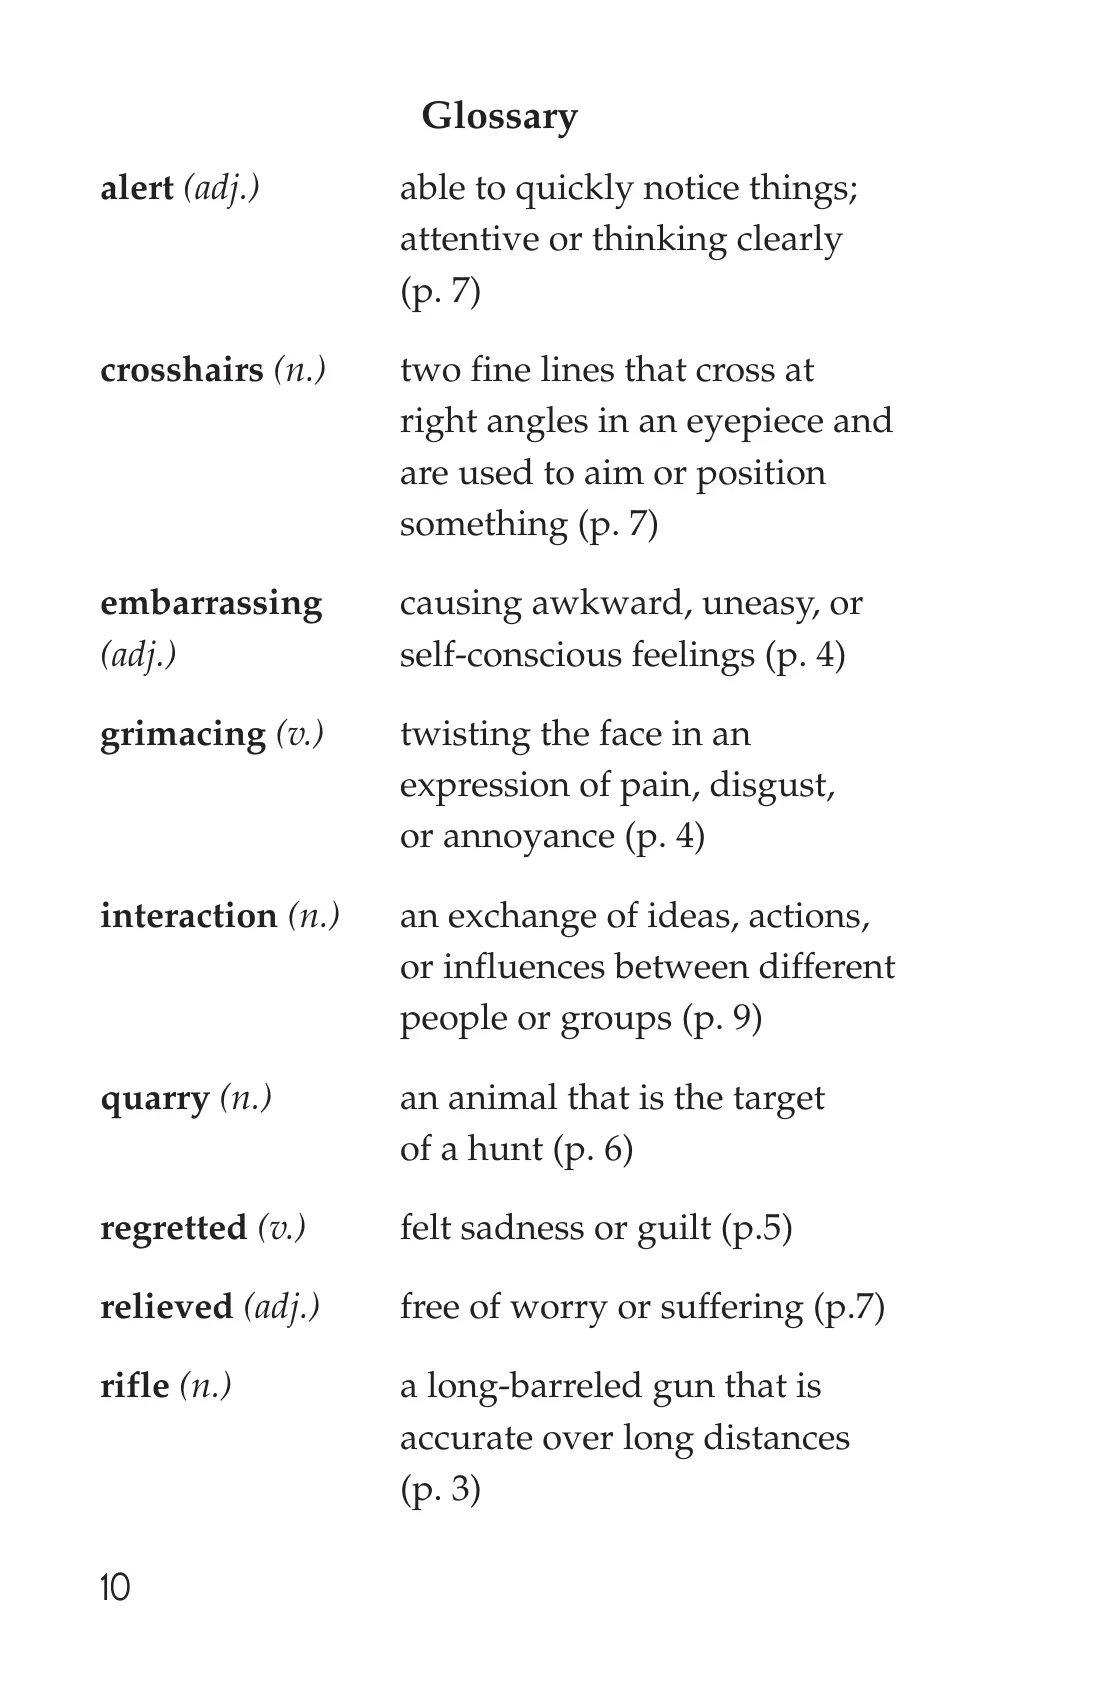 Glossary
alert (adj.) able to quickly notice things;
attentive or thinking clearly
(p. 7)
crosshairs (n.) two fine lines that cross at
right angles in an eyepiece and
are used to aim or position
something (p. 7)
embarrassing causing awkward, uneasy, or
(adj.) self-conscious feelings (p. 4)
grimacing (v.) twisting the face in an
expression of pain, disgust,
or annoyance (p. 4)
interaction (n.) an exchange of ideas, actions,
or influences between different
people or groups (p. 9)
quarry (n.) an animal that is the target
of a hunt (p. 6)
regretted (v.) felt sadness or guilt (p.5)
relieved (adj.) free of worry or suffering (p.7)
rifle (n.) a long-barreled gun that is
accurate over long distances
(p. 3)
10